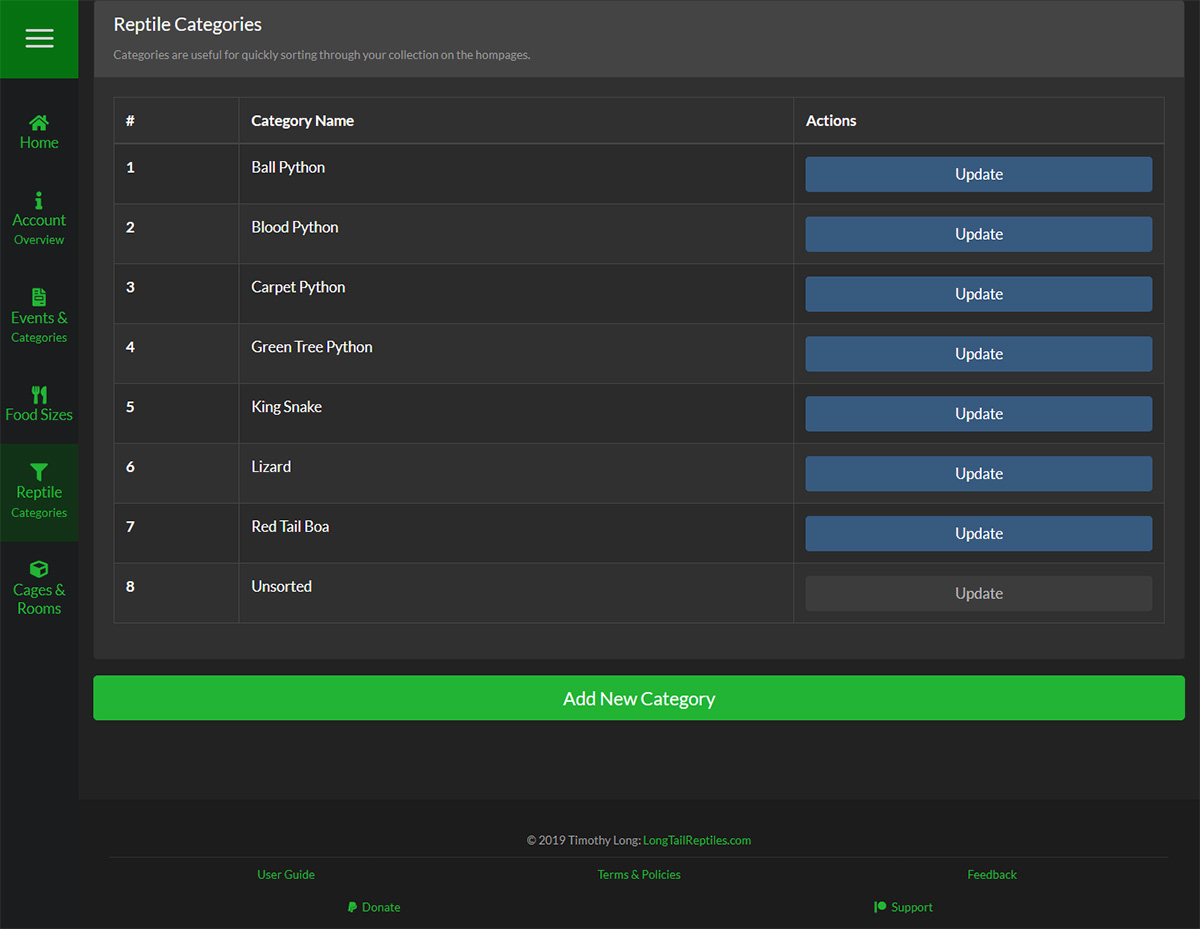 Reptile Categories
Categories are useful for quickly sorting through your collection on the hompages.
Home
Account
Overview
Events &
Categories
Food Sizes
Reptile
Categories
Cages &
Rooms
# Category Name Actions
1 Ball Python Update
2 Blood Python Update
3 Carpet Python Update
4 Green Tree Python Update
5 King Snake Update
6 Lizard Update
7 Red Tail Boa Update
8 Unsorted Update
Add New Category
© 2019 Timothy Long: LongTailReptiles.com
User Guide Terms & Policies Feedback
Donate Support